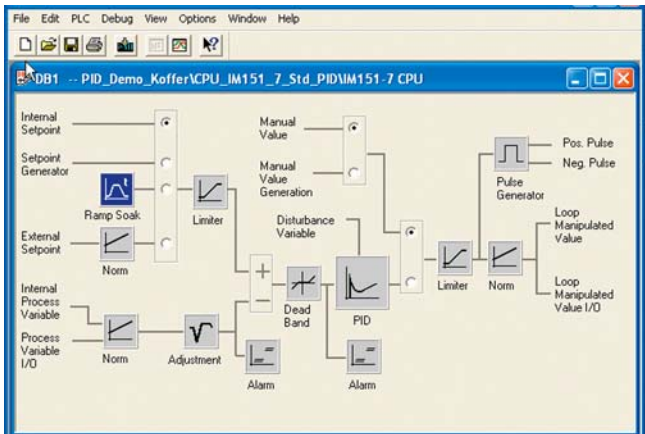 File Edit PLC Debug View Options Window Help
DB1 -- PID_Demo_Koffer\CPU_IM151_7_Std_PID\IM151-7 CPU
Internal
Setpoint
Setpoint
Generator
Ramp Soak
External
Setpoint
Norm
Limiter
Internal
Process
Variable
Process
Variable
I/O
Norm
Adjustment
Alarm
Manual
Value
Manual
Value
Generation
Disturbance
Variable
Dead
Band
PID
Alarm
Limiter
Norm
Pulse
Generator
Pos. Pulse
Neg. Pulse
Loop
Manipulated
Value
Loop
Manipulated
Value I/O